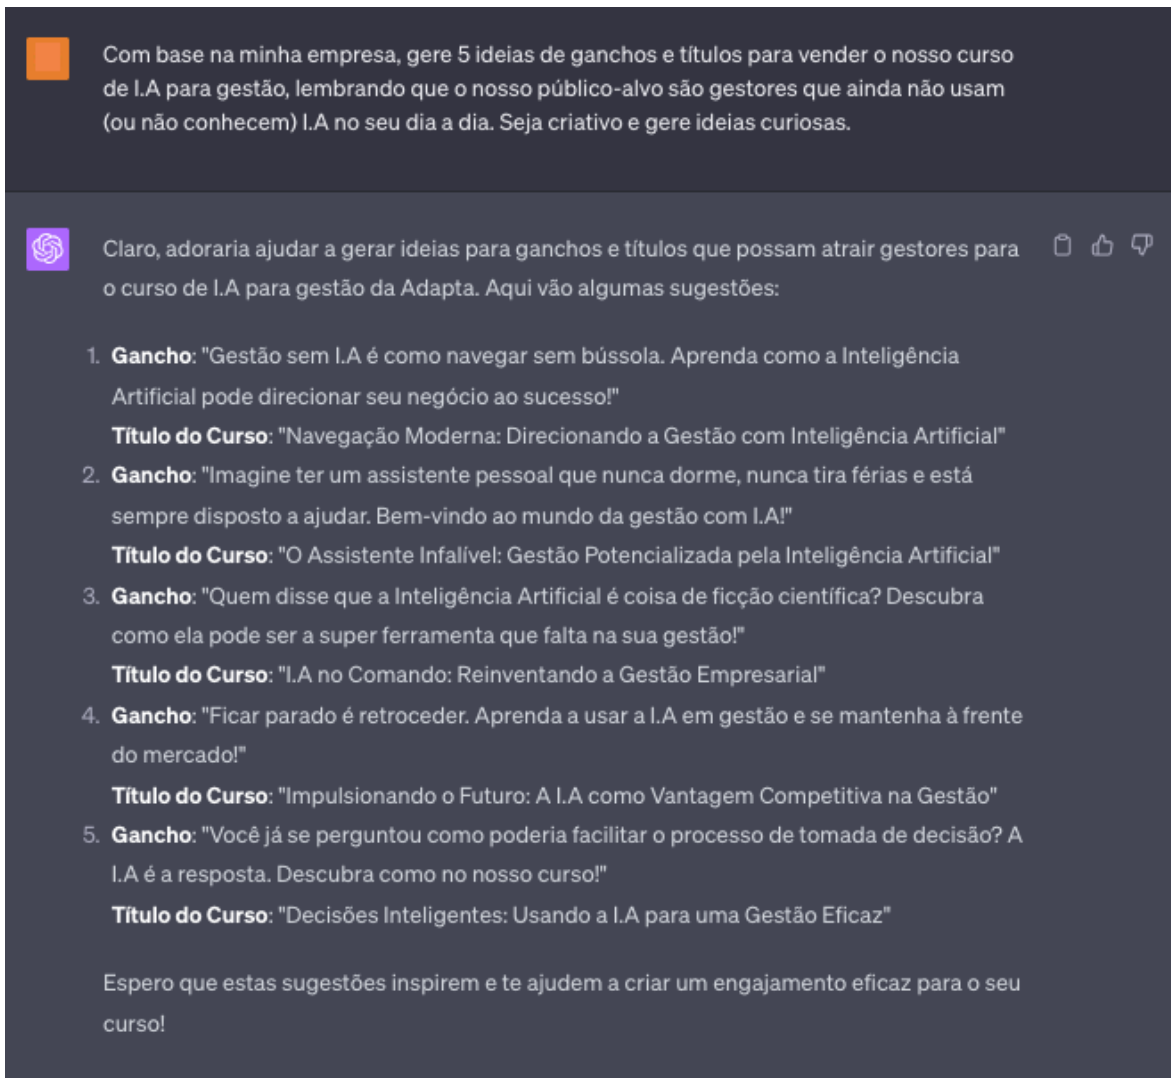 Com base na minha empresa, gere 5 ideias de ganchos e títulos para vender o nosso curso
de I.A para gestão, lembrando que o nosso público-alvo são gestores que ainda não usam
(ou não conhecem) I.A no seu dia a dia. Seja criativo e gere ideias curiosas.
Claro, adoraria ajudar a gerar ideias para ganchos e títulos que possam atrair gestores para
o curso de I.A para gestão da Adapta. Aqui vão algumas sugestões:
1. Gancho: "Gestão sem I.A é como navegar sem bússola. Aprenda como a Inteligência
Artificial pode direcionar seu negócio ao sucesso!"
Título do Curso: "Navegação Moderna: Direcionando a Gestão com Inteligência Artificial"
2. Gancho: "Imagine ter um assistente pessoal que nunca dorme, nunca tira férias e está
sempre disposto a ajudar. Bem-vindo ao mundo da gestão com I.A!"
Título do Curso: "O Assistente Infalível: Gestão Potencializada pela Inteligência Artificial"
3. Gancho: "Quem disse que a Inteligência Artificial é coisa de ficção científica? Descubra
como ela pode ser a super ferramenta que falta na sua gestão!"
Título do Curso: "I.A no Comando: Reinventando a Gestão Empresarial"
4. Gancho: "Ficar parado é retroceder. Aprenda a usar a I.A em gestão e se mantenha à frente
do mercado!"
Título do Curso: "Impulsionando o Futuro: A I.A como Vantagem Competitiva na Gestão"
5. Gancho: "Você já se perguntou como poderia facilitar o processo de tomada de decisão? A
I.A é a resposta. Descubra como no nosso curso!"
Título do Curso: "Decisões Inteligentes: Usando a I.A para uma Gestão Eficaz"
Espero que estas sugestões inspirem e te ajudem a criar um engajamento eficaz para o seu
curso!